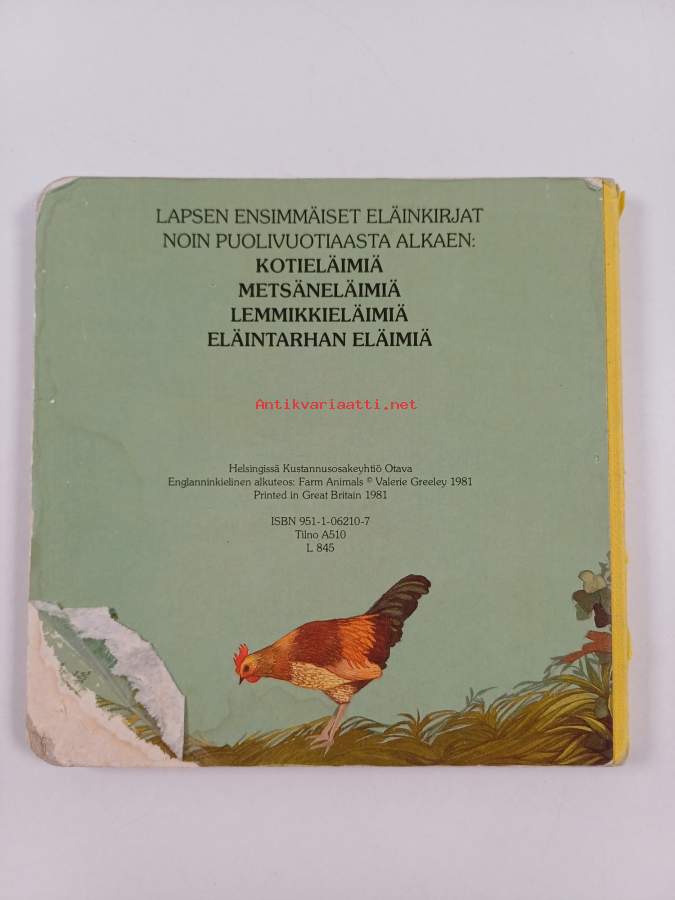 LAPSEN ENSIMMÄISET ELÄINKIRJAT
NOIN PUOLIVUOTIAASTA ALKAEN:
KOTIELÄIMIÄ
METSÄNELÄIMIÄ
LEMMIKKIELÄIMIÄ
ELÄINTARHAN ELÄIMIÄ
Antikvariaatti.net
Helsingissä Kustannusosakeyhtiö Otava
Englanninkielinen alkuteos: Farm Animals © Valerie Greeley 1981
Printed in Great Britain 1981
ISBN 951-1-06210-7
Tilno A510
L 845